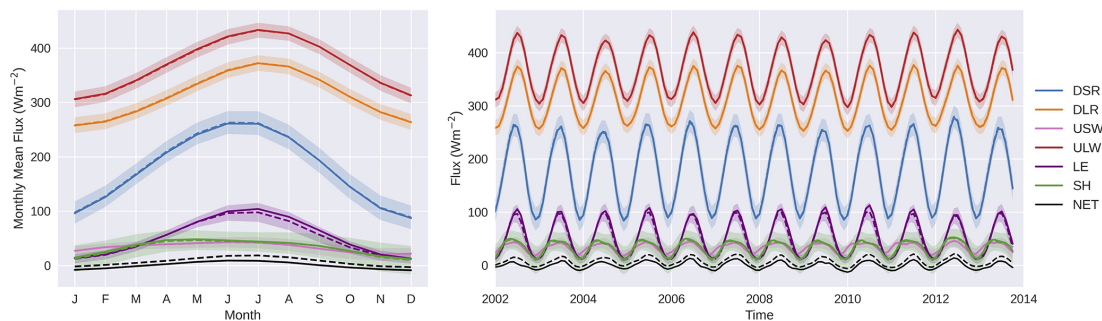 Monthly Mean Flux (Wm⁻²)
400
300
200
100
0
J F M A M J J A S O N D
Month
Flux (Wm⁻²)
400
300
200
100
0
2002 2004 2006 2008 2010 2012 2014
Time
DSR
DLR
USW
ULW
LE
SH
NET